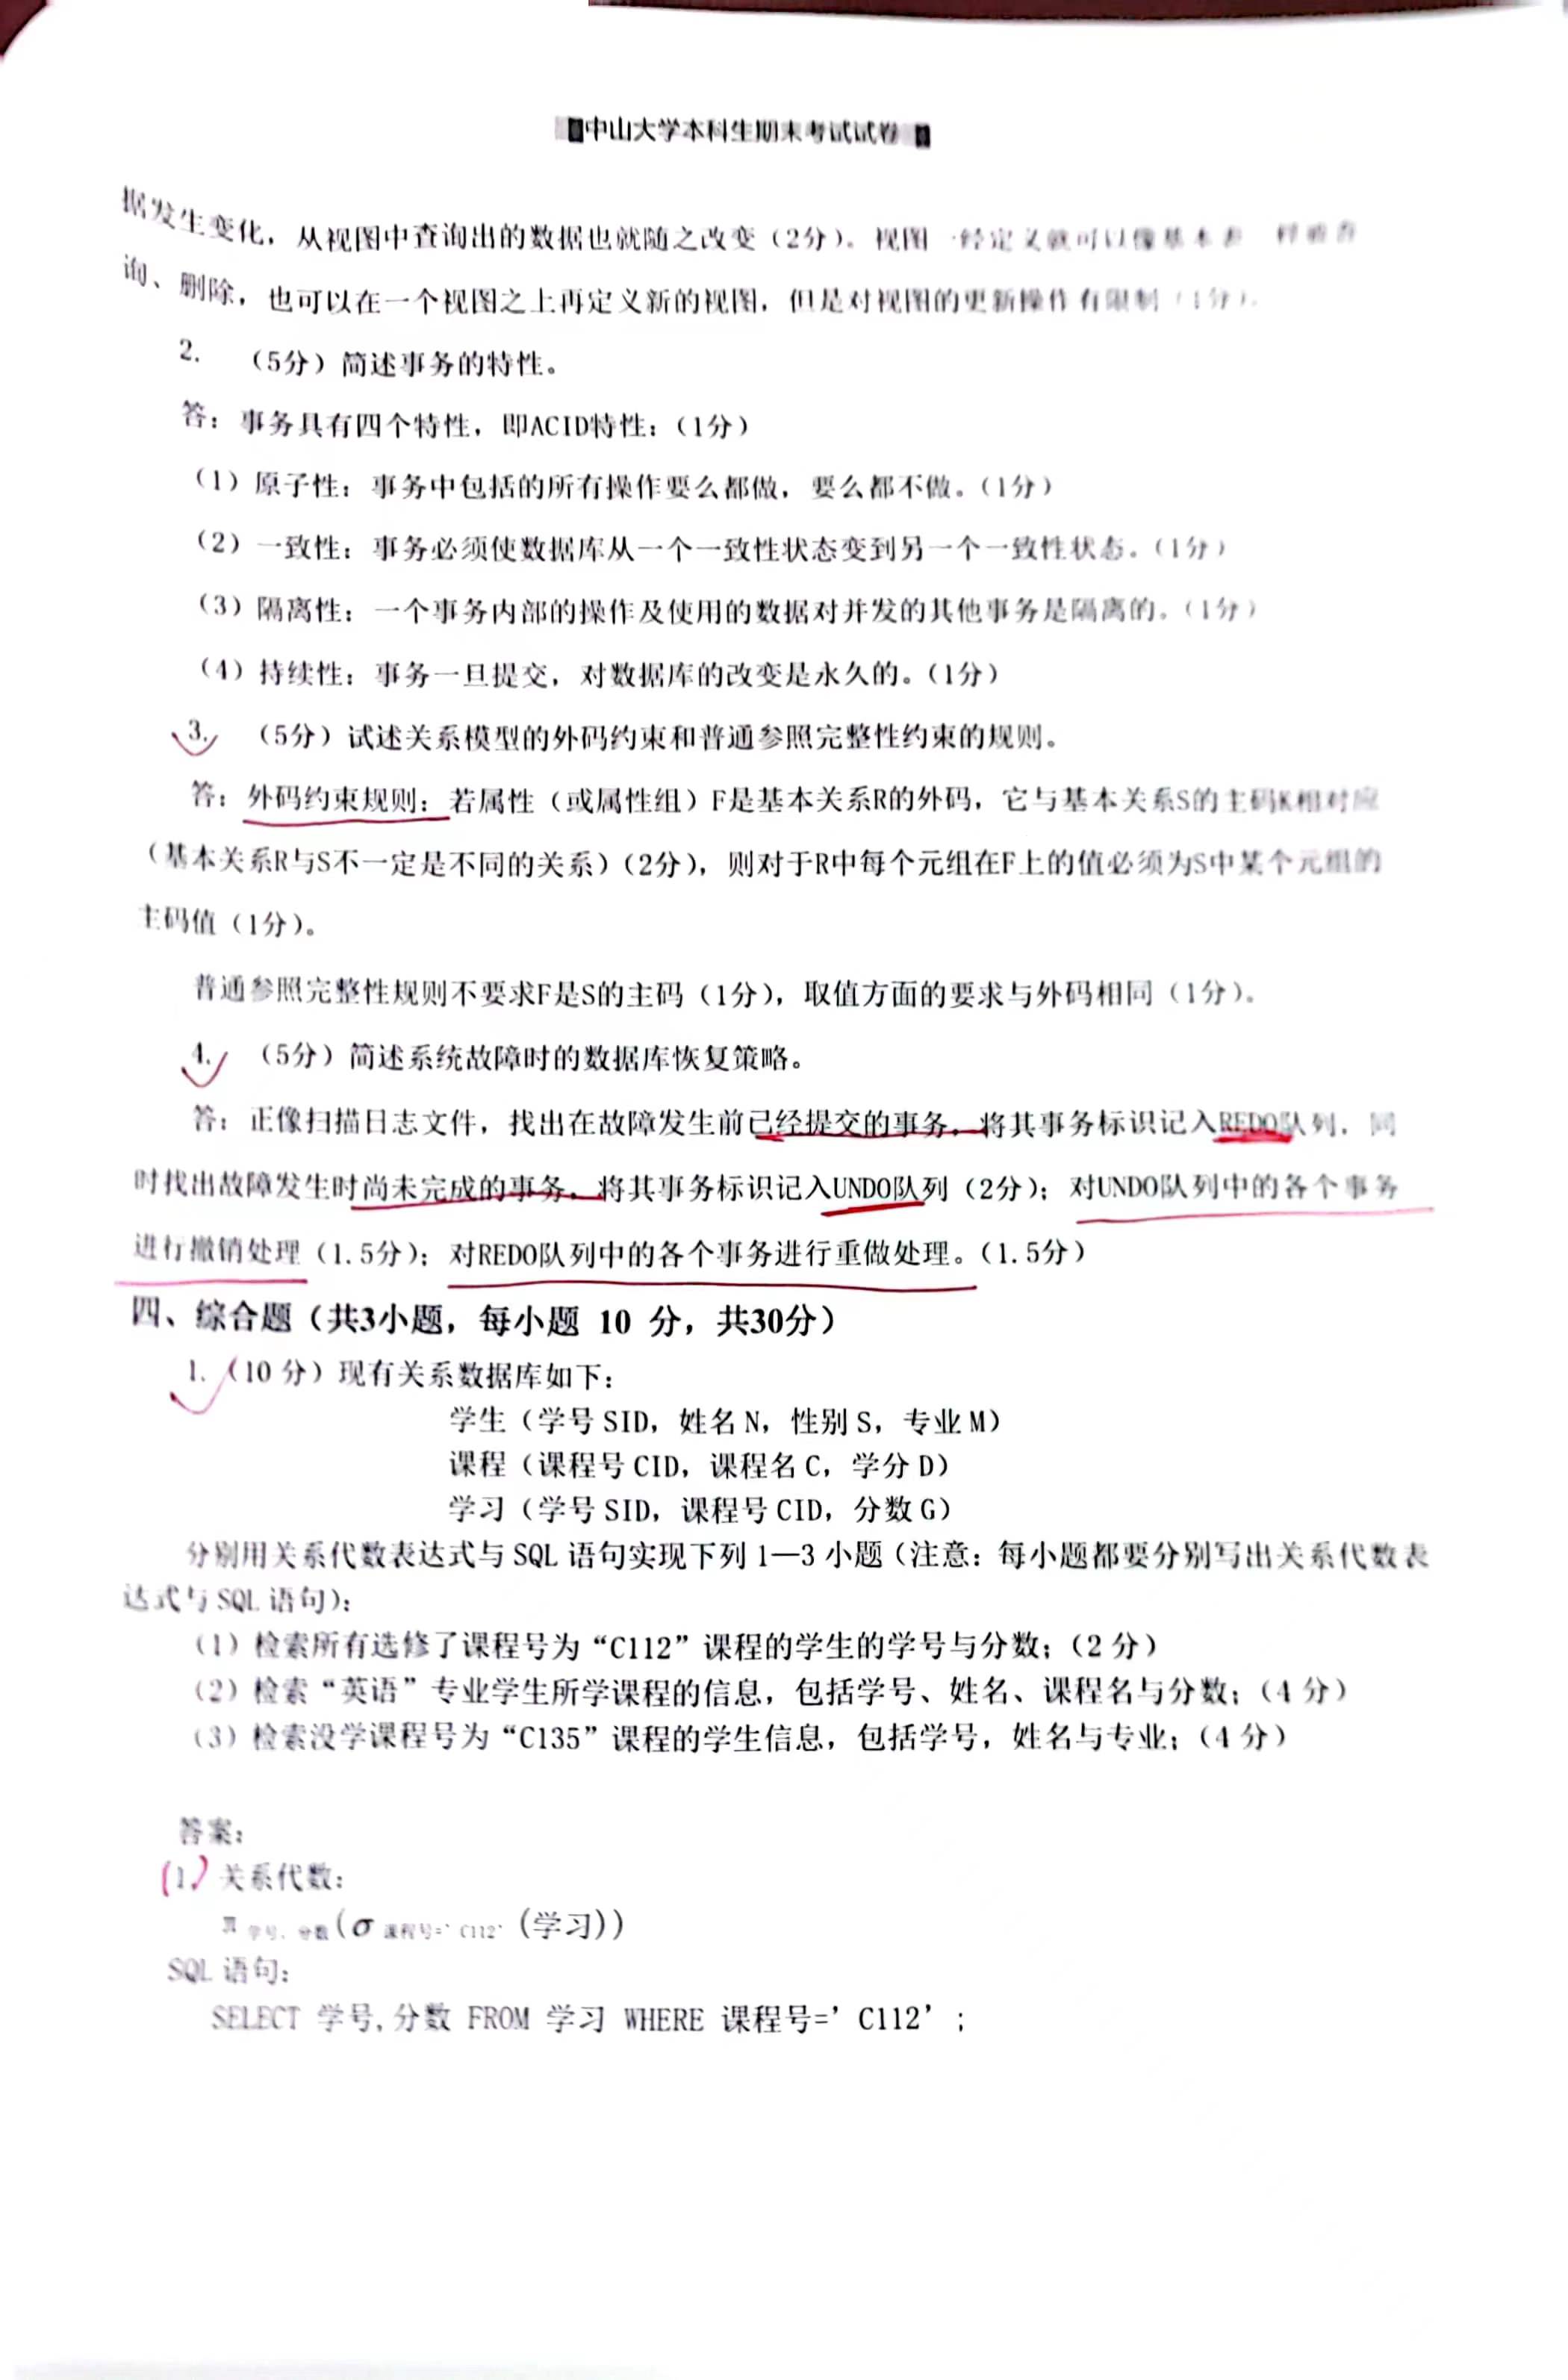 中山大学本科生期末考试试卷
据发生变化，从视图中查询出的数据也就随之改变（2分）。视图一经定义就可以像基本表一样被查
询、删除，也可以在一个视图之上再定义新的视图，但是对视图的更新操作有限制（1分）。
2. （5分）简述事务的特性。
答：事务具有四个特性，即ACID特性：（1分）
（1）原子性：事务中包括的所有操作要么都做，要么都不做。（1分）
（2）一致性：事务必须使数据库从一个一致性状态变到另一个一致性状态。（1分）
（3）隔离性：一个事务内部的操作及使用的数据对并发的其他事务是隔离的。（1分）
（4）持续性：事务一旦提交，对数据库的改变是永久的。（1分）
3. （5分）试述关系模型的外码约束和普通参照完整性约束的规则。
答：外码约束规则：若属性（或属性组）F是基本关系R的外码，它与基本关系S的主码K相对应
（基本关系R与S不一定是不同的关系）（2分），则对于R中每个元组在F上的值必须为S中某个元组的
主码值（1分）。
普通参照完整性规则不要求F是S的主码（1分），取值方面的要求与外码相同（1分）。
4. （5分）简述系统故障时的数据库恢复策略。
答：正像扫描日志文件，找出在故障发生前已经提交的事务，将其事务标识记入REDO队列，同
时找出故障发生时尚未完成的事务，将其事务标识记入UNDO队列（2分）；对UNDO队列中的各个事务
进行撤销处理（1.5分）；对REDO队列中的各个事务进行重做处理。（1.5分）
四、综合题（共3小题，每小题 10 分，共30分）
1. （10 分）现有关系数据库如下：
学生（学号 SID，姓名 N，性别 S，专业 M）
课程（课程号 CID，课程名 C，学分 D）
学习（学号 SID，课程号 CID，分数 G）
分别用关系代数表达式与 SQL 语句实现下列 1—3 小题（注意：每小题都要分别写出关系代数表
达式与 SQL 语句）：
（1）检索所有选修了课程号为“C112”课程的学生的学号与分数；（2 分）
（2）检索“英语”专业学生所学课程的信息，包括学号、姓名、课程名与分数；（4 分）
（3）检索没学课程号为“C135”课程的学生信息，包括学号，姓名与专业；（4 分）
答案：
(1) 关系代数：
π 学号，分数 (σ 课程号='C112' (学习))
SQL 语句：
SELECT 学号,分数 FROM 学习 WHERE 课程号=’C112’;